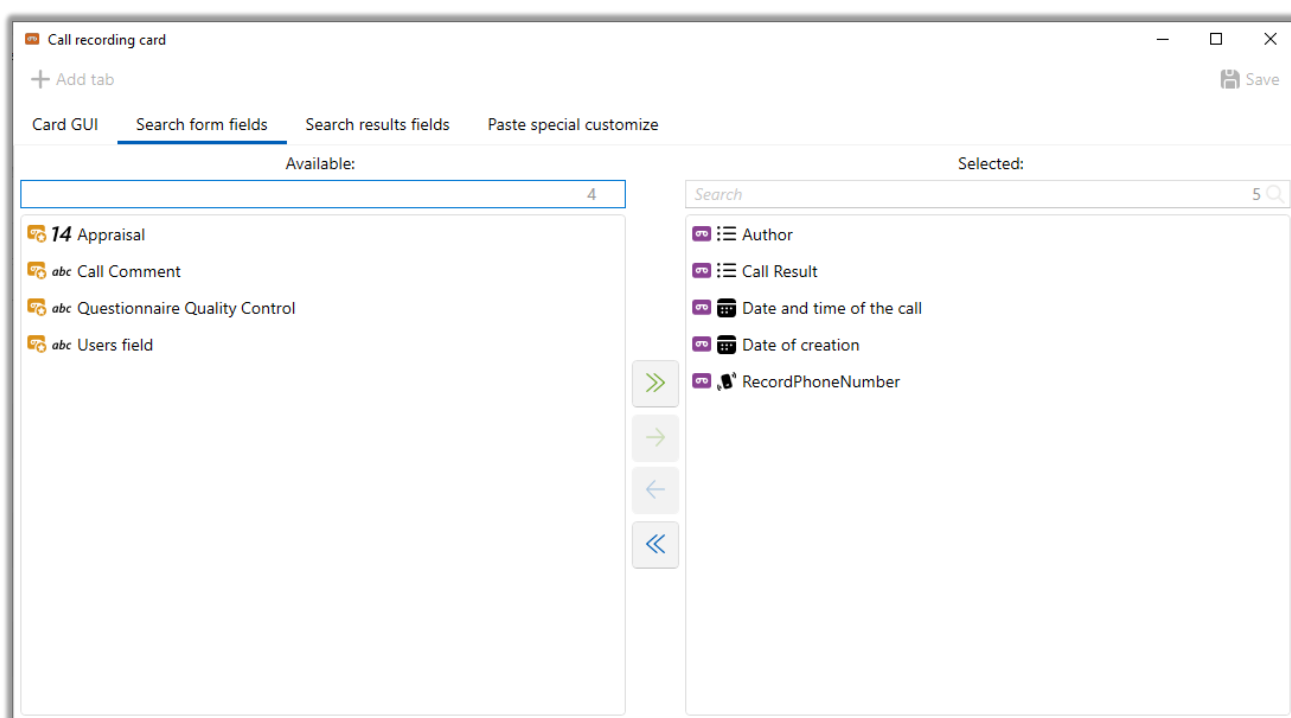 Call recording card
Add tab
Save
Card GUI Search form fields Search results fields Paste special customize
Available: Selected:
4 Search 5
14 Appraisal
abc Call Comment
abc Questionnaire Quality Control
abc Users field
Author
Call Result
Date and time of the call
Date of creation
RecordPhoneNumber